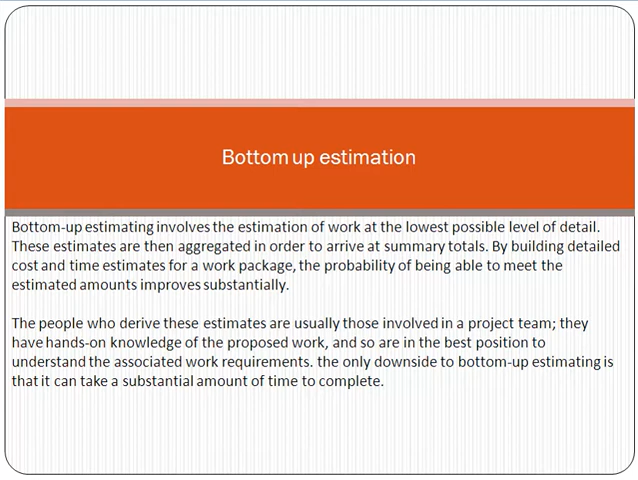 Bottom up estimation
Bottom-up estimating involves the estimation of work at the lowest possible level of detail.
These estimates are then aggregated in order to arrive at summary totals. By building detailed
cost and time estimates for a work package, the probability of being able to meet the
estimated amounts improves substantially.
The people who derive these estimates are usually those involved in a project team; they
have hands-on knowledge of the proposed work, and so are in the best position to
understand the associated work requirements. the only downside to bottom-up estimating is
that it can take a substantial amount of time to complete.